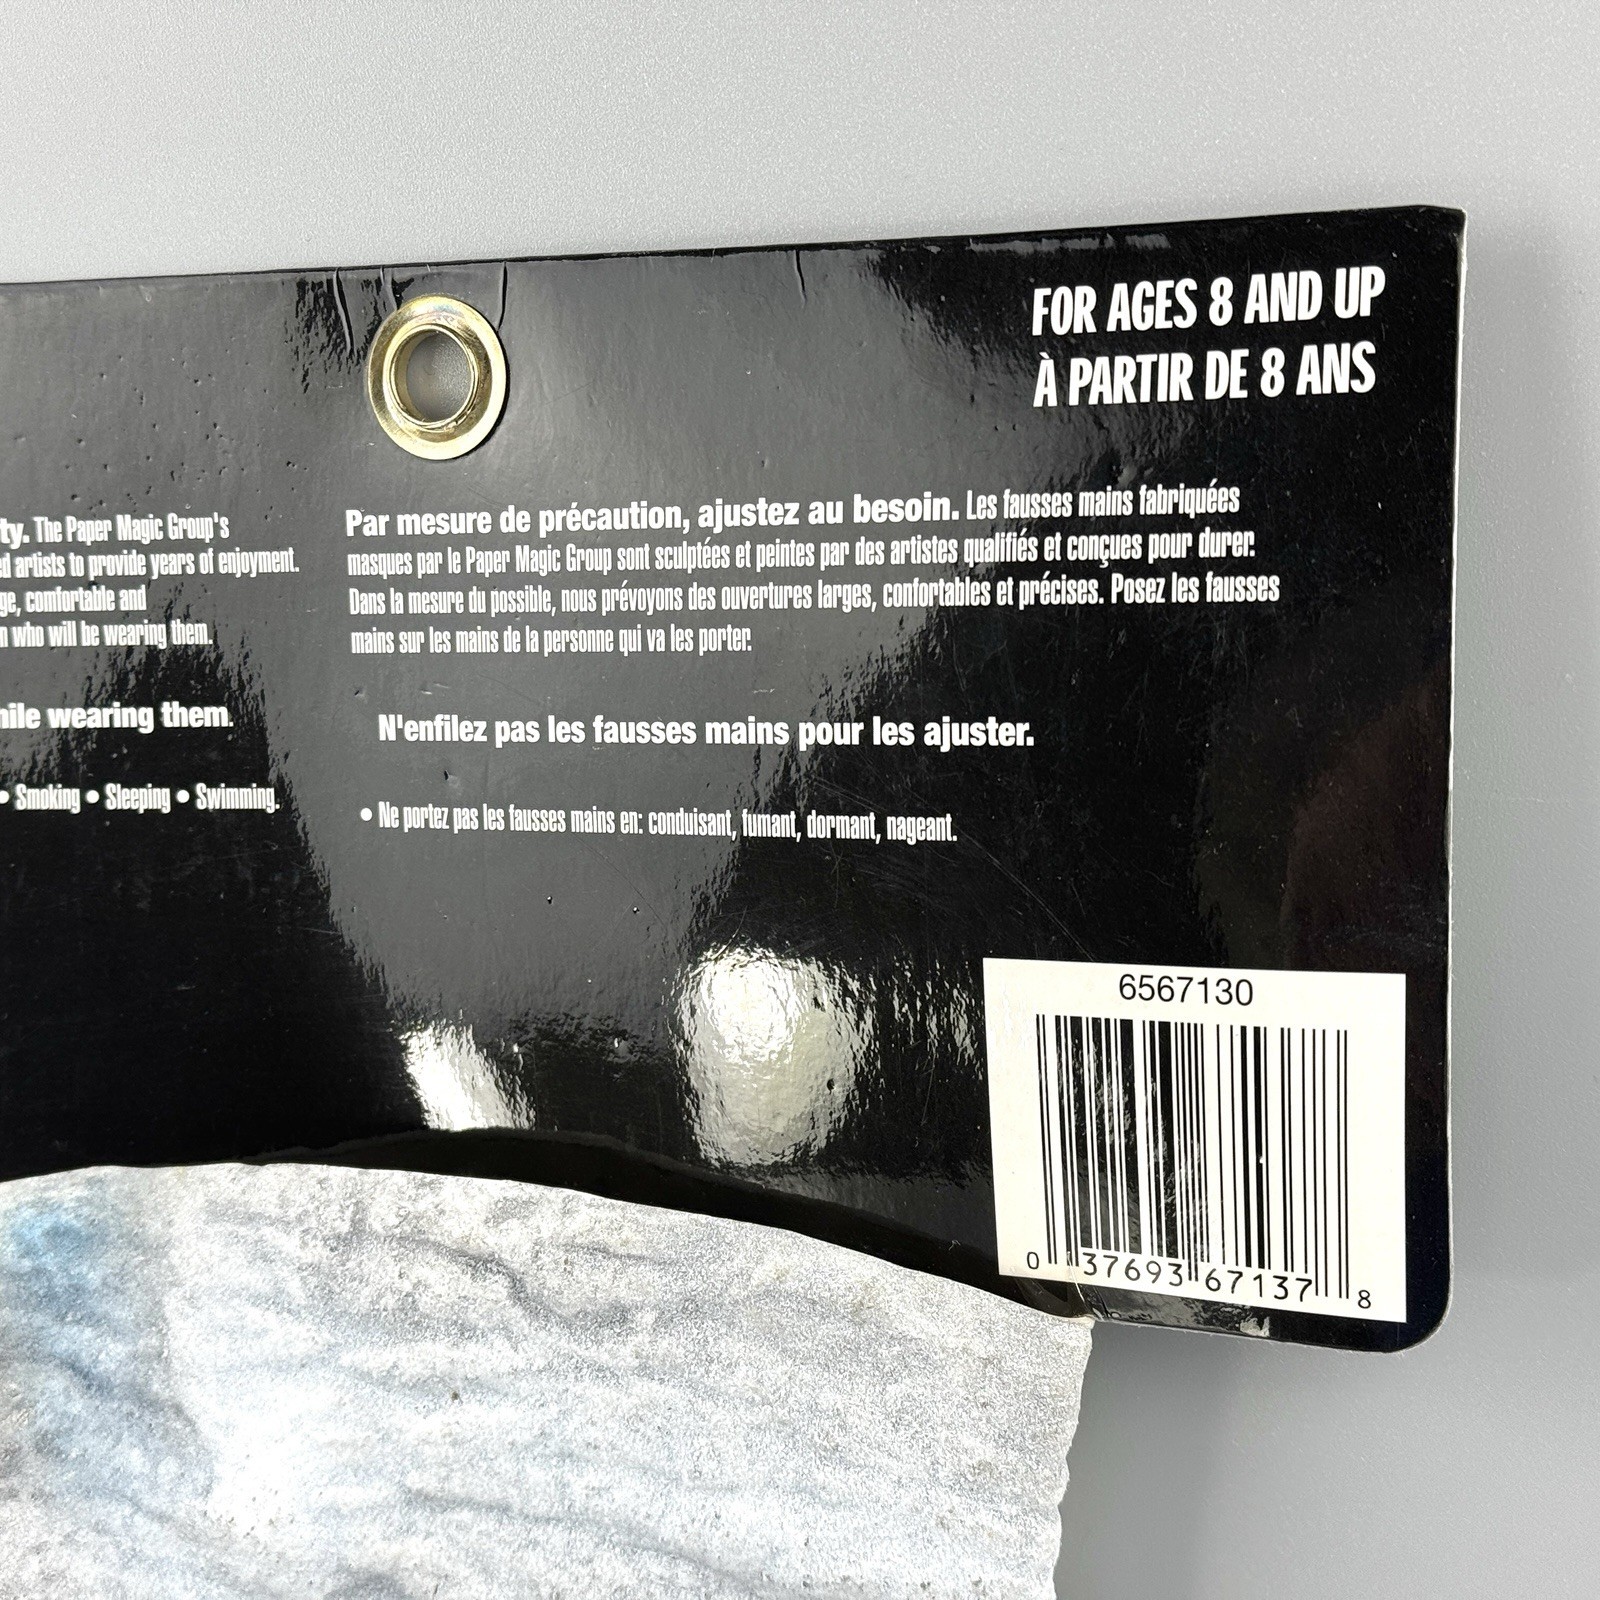 FOR AGES 8 AND UP
À PARTIR DE 8 ANS
ty. The Paper Magic Group's
d artists to provide years of enjoyment.
ge, comfortable and
n who will be wearing them.
hile wearing them.
• Smoking • Sleeping • Swimming.
Par mesure de précaution, ajustez au besoin. Les fausses mains fabriquées
masques par le Paper Magic Group sont sculptées et peintes par des artistes qualifiés et conçues pour durer.
Dans la mesure du possible, nous prévoyons des ouvertures larges, confortables et précises. Posez les fausses
mains sur les mains de la personne qui va les porter.
N'enfilez pas les fausses mains pour les ajuster.
• Ne portez pas les fausses mains en: conduisant, fumant, dormant, nageant.
6567130
0 37693 67137 8